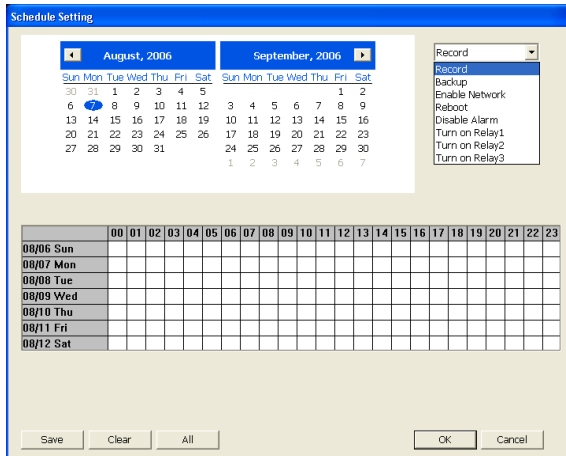 Schedule Setting
August, 2006 September, 2006
Sun Mon Tue Wed Thu Fri Sat Sun Mon Tue Wed Thu Fri Sat
30 31 1 2 3 4 5 1 2
6 7 8 9 10 11 12 3 4 5 6 7 8 9
13 14 15 16 17 18 19 10 11 12 13 14 15 16
20 21 22 23 24 25 26 17 18 19 20 21 22 23
27 28 29 30 31 24 25 26 27 28 29 30
1 2 3 4 5 6 7
Record
Record
Backup
Enable Network
Reboot
Disable Alarm
Turn on Relay1
Turn on Relay2
Turn on Relay3
00 01 02 03 04 05 06 07 08 09 10 11 12 13 14 15 16 17 18 19 20 21 22 23
08/06 Sun
08/07 Mon
08/08 Tue
08/09 Wed
08/10 Thu
08/11 Fri
08/12 Sat
Save Clear All OK Cancel